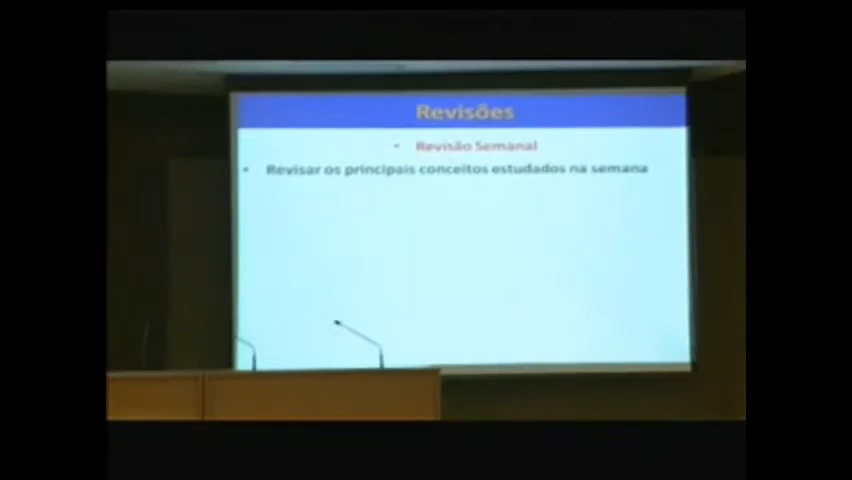 Revisões
• Revisão Semanal
• Revisar os principais conceitos estudados na semana